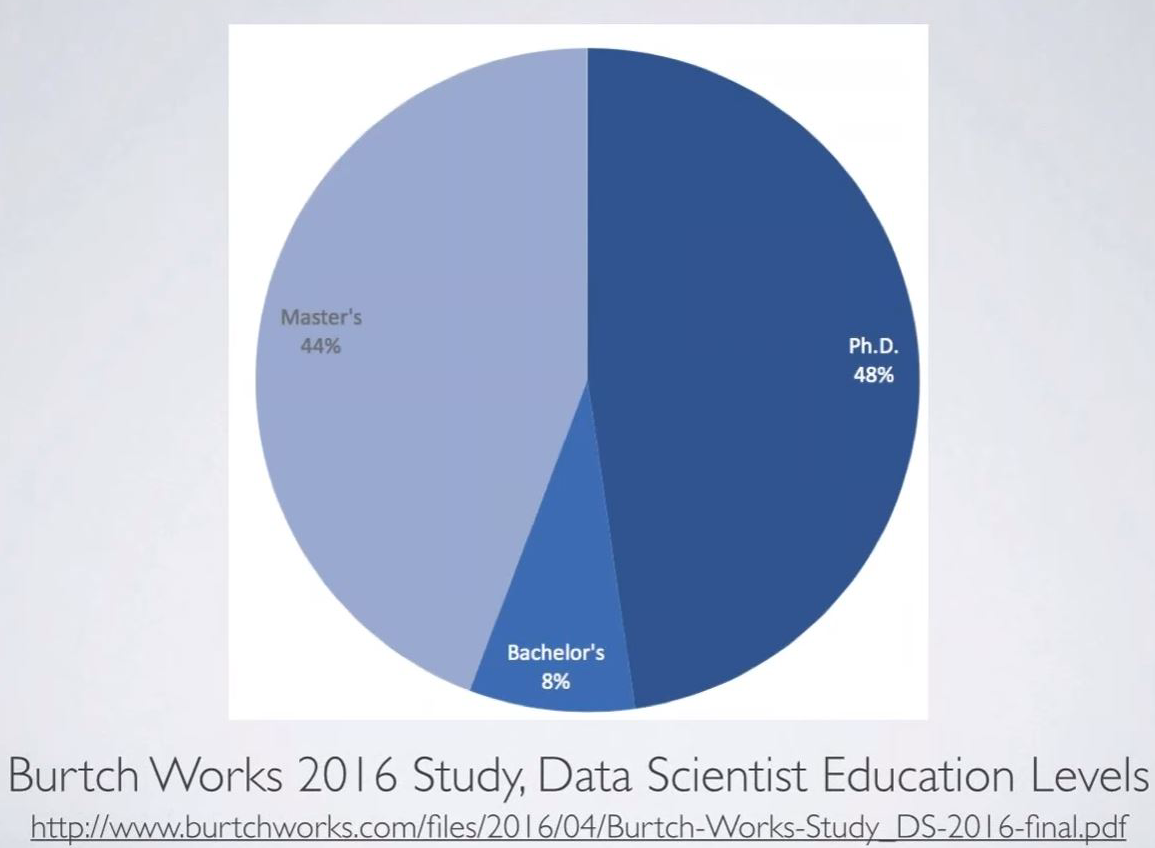 Master's
44%
Ph.D.
48%
Bachelor's
8%
Burtch Works 2016 Study, Data Scientist Education Levels
http://www.burtchworks.com/files/2016/04/Burtch-Works-Study_DS-2016-final.pdf